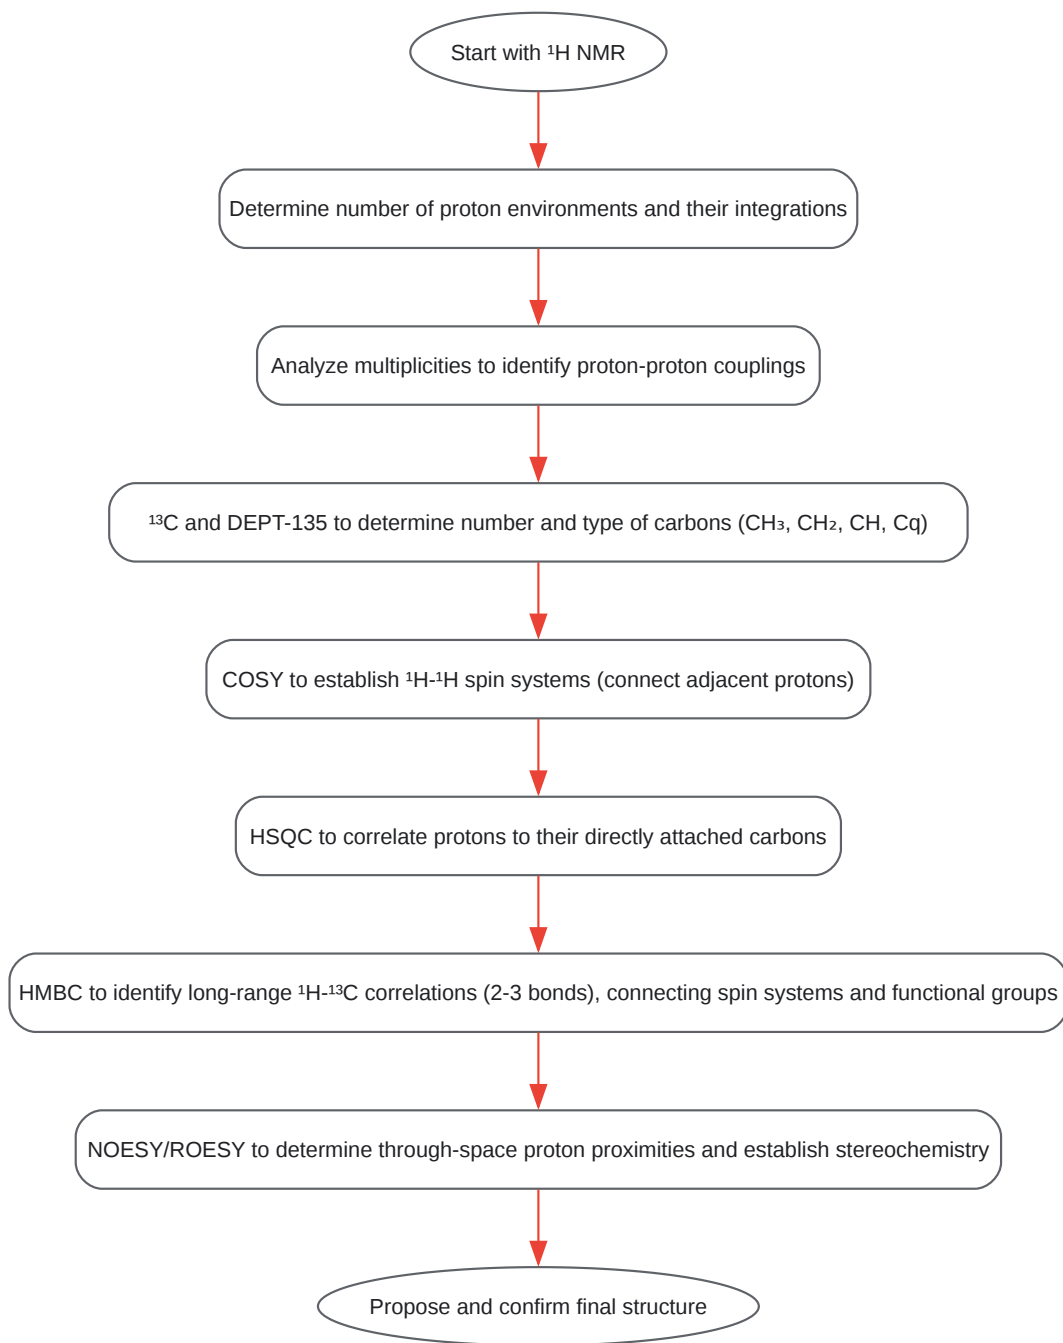 Start with ¹H NMR
Determine number of proton environments and their integrations
Analyze multiplicities to identify proton-proton couplings
¹³C and DEPT-135 to determine number and type of carbons (CH₃, CH₂, CH, Cq)
COSY to establish ¹H-¹H spin systems (connect adjacent protons)
HSQC to correlate protons to their directly attached carbons
HMBC to identify long-range ¹H-¹³C correlations (2-3 bonds), connecting spin systems and functional groups
NOESY/ROESY to determine through-space proton proximities and establish stereochemistry
Propose and confirm final structure